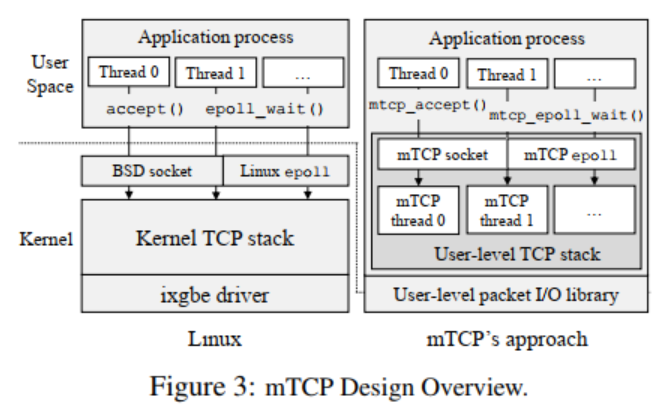 Application process
Application process
User
Space
Thread 0
Thread 1
...
Thread 0
Thread 1
...
accept()
epoll_wait()
mtcp_accept()
mtcp_epoll_wait()
BSD socket
Linux epoll
mTCP socket
mTCP epoll
Kernel
Kernel TCP stack
mTCP
thread 0
mTCP
thread 1
...
User-level TCP stack
ixgbe driver
User-level packet I/O library
Linux
mTCP's approach
Figure 3: mTCP Design Overview.